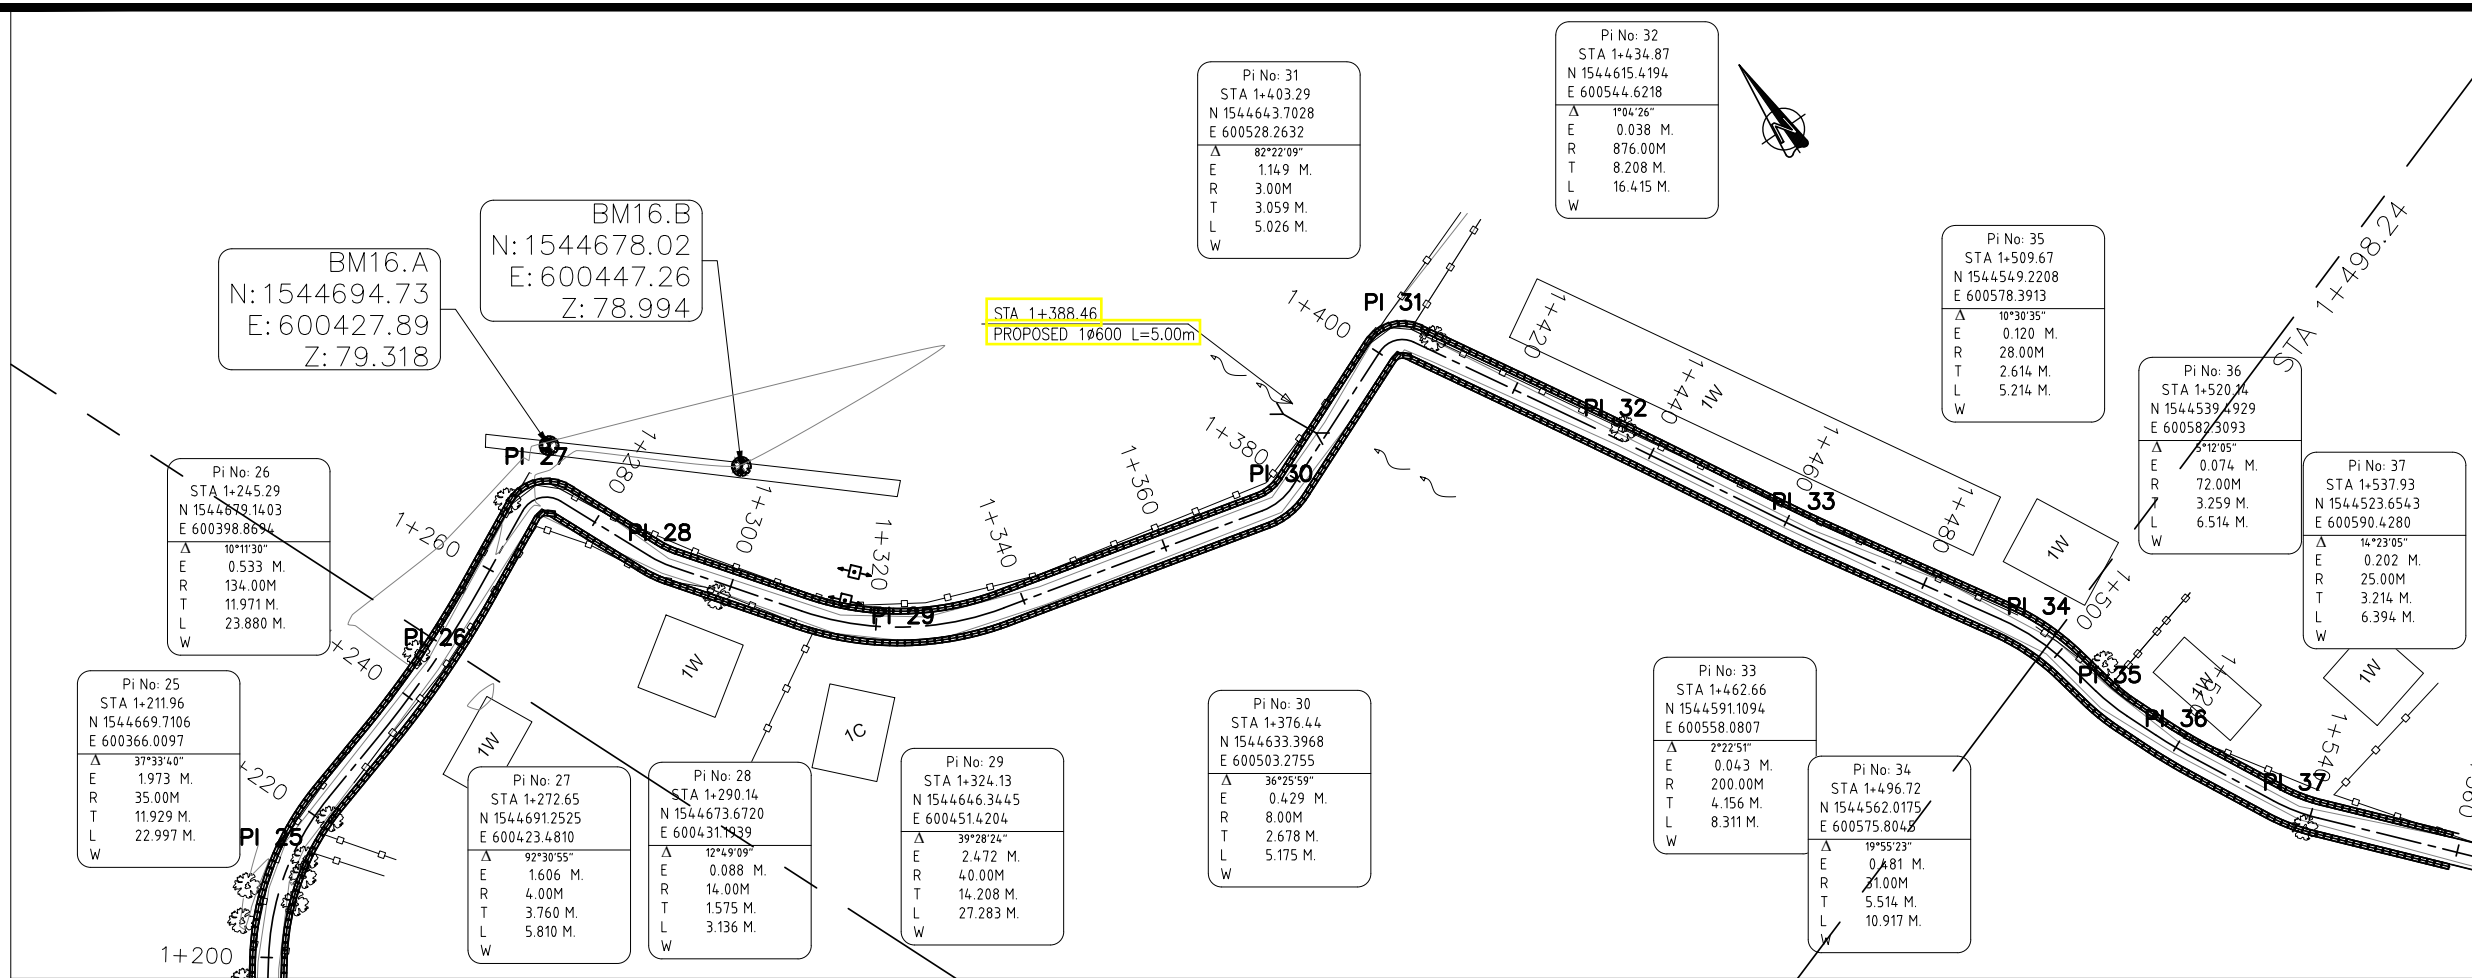 Pi No: 32
STA 1+434.87
N 1544615.4194
E 600544.6218
Δ 1°04'26"
E 0.038 M.
R 876.00M
T 8.208 M.
L 16.415 M.
W
Pi No: 31
STA 1+403.29
N 1544643.7028
E 600528.2632
Δ 82°22'09"
E 1.149 M.
R 3.00M
T 3.059 M.
L 5.026 M.
W
BM16.B
N: 1544678.02
E: 600447.26
Z: 78.994
BM16.A
N: 1544694.73
E: 600427.89
Z: 79.318
Pi No: 35
STA 1+509.67
N 1544549.2208
E 600578.3913
Δ 10°30'35"
E 0.120 M.
R 28.00M
T 2.614 M.
L 5.214 M.
W
STA 1+498.24
STA 1+388.46
PROPOSED 1ø600 L=5.00m
Pi No: 36
STA 1+520.14
N 1544539.4929
E 600582.3093
Δ 5°12'05"
E 0.074 M.
R 72.00M
T 3.259 M.
L 6.514 M.
W
Pi No: 37
STA 1+537.93
N 1544523.6543
E 600590.4280
Δ 14°23'05"
E 0.202 M.
R 25.00M
T 3.214 M.
L 6.394 M.
W
Pi No: 26
STA 1+245.29
N 1544679.1403
E 600398.8694
Δ 10°11'30"
E 0.533 M.
R 134.00M
T 11.971 M.
L 23.880 M.
W
Pi No: 25
STA 1+211.96
N 1544669.7106
E 600366.0097
Δ 37°33'40"
E 1.973 M.
R 35.00M
T 11.929 M.
L 22.997 M.
W
Pi No: 27
STA 1+272.65
N 1544691.2525
E 600423.4810
Δ 92°30'55"
E 1.606 M.
R 4.00M
T 3.760 M.
L 5.810 M.
W
Pi No: 28
STA 1+290.14
N 1544673.6720
E 600431.1939
Δ 12°49'09"
E 0.088 M.
R 14.00M
T 1.575 M.
L 3.136 M.
W
Pi No: 29
STA 1+324.13
N 1544646.3445
E 600451.4204
Δ 39°28'24"
E 2.472 M.
R 40.00M
T 14.208 M.
L 27.283 M.
W
Pi No: 30
STA 1+376.44
N 1544633.3968
E 600503.2755
Δ 36°25'59"
E 0.429 M.
R 8.00M
T 2.678 M.
L 5.175 M.
W
Pi No: 33
STA 1+462.66
N 1544591.1094
E 600558.0807
Δ 2°22'51"
E 0.043 M.
R 200.00M
T 4.156 M.
L 8.311 M.
W
Pi No: 34
STA 1+496.72
N 1544562.0175
E 600575.8045
Δ 19°55'23"
E 0.481 M.
R 31.00M
T 5.514 M.
L 10.917 M.
W
PI 25
PI 26
PI 27
PI 28
PI 29
PI 30
PI 31
PI 32
PI 33
PI 34
PI 35
PI 36
PI 37
1+200
+220
+240
1+260
1+280
1+300
1+320
1+340
1+360
1+380
1+400
1+420
1+440
1+460
1+480
1+500
1+520
1+540
1W
1W
1C
1W
1W
1W
1W
N